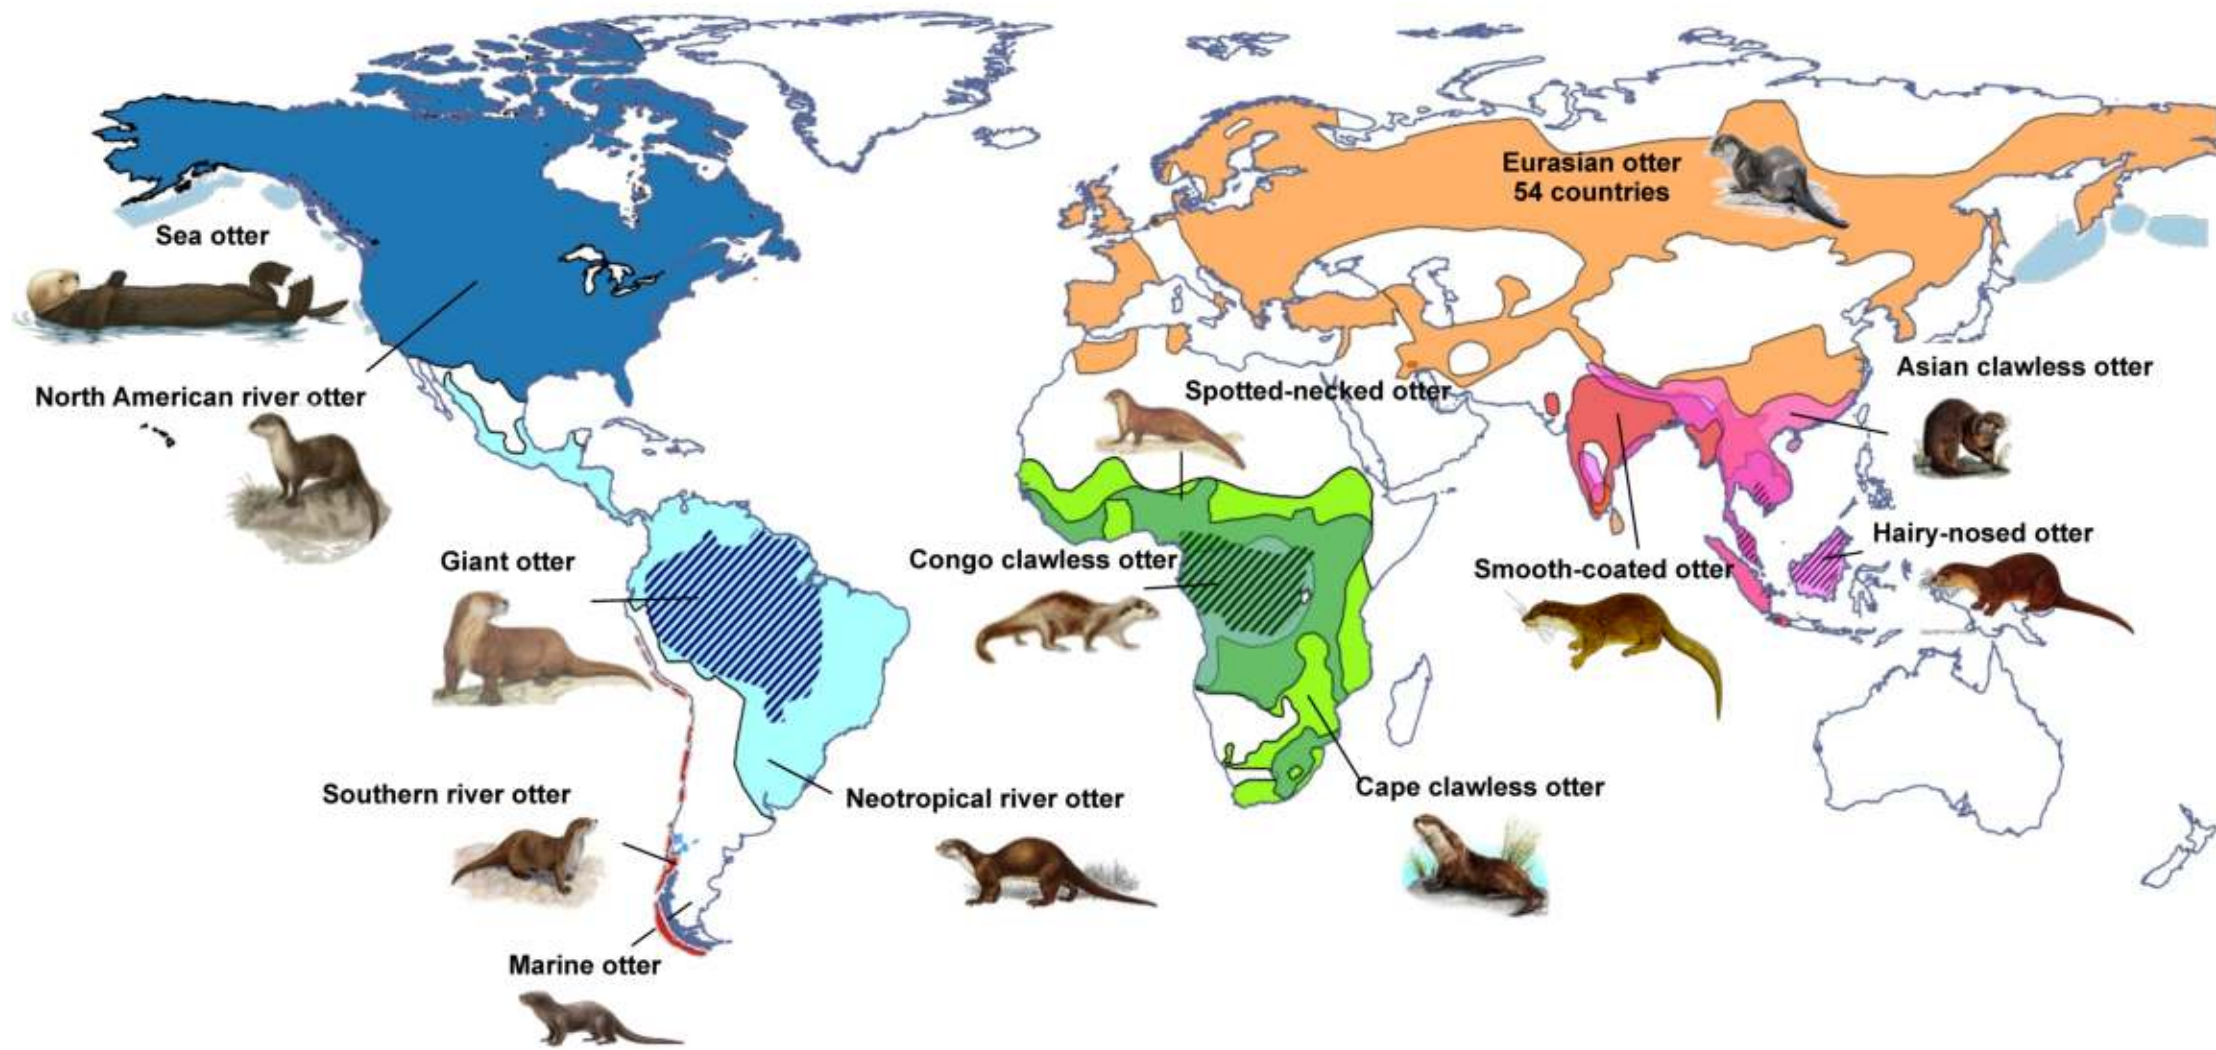 Eurasian otter
54 countries
Sea otter
Asian clawless otter
North American river otter
Spotted-necked otter
Hairy-nosed otter
Giant otter
Congo clawless otter
Smooth-coated otter
Southern river otter
Neotropical river otter
Cape clawless otter
Marine otter